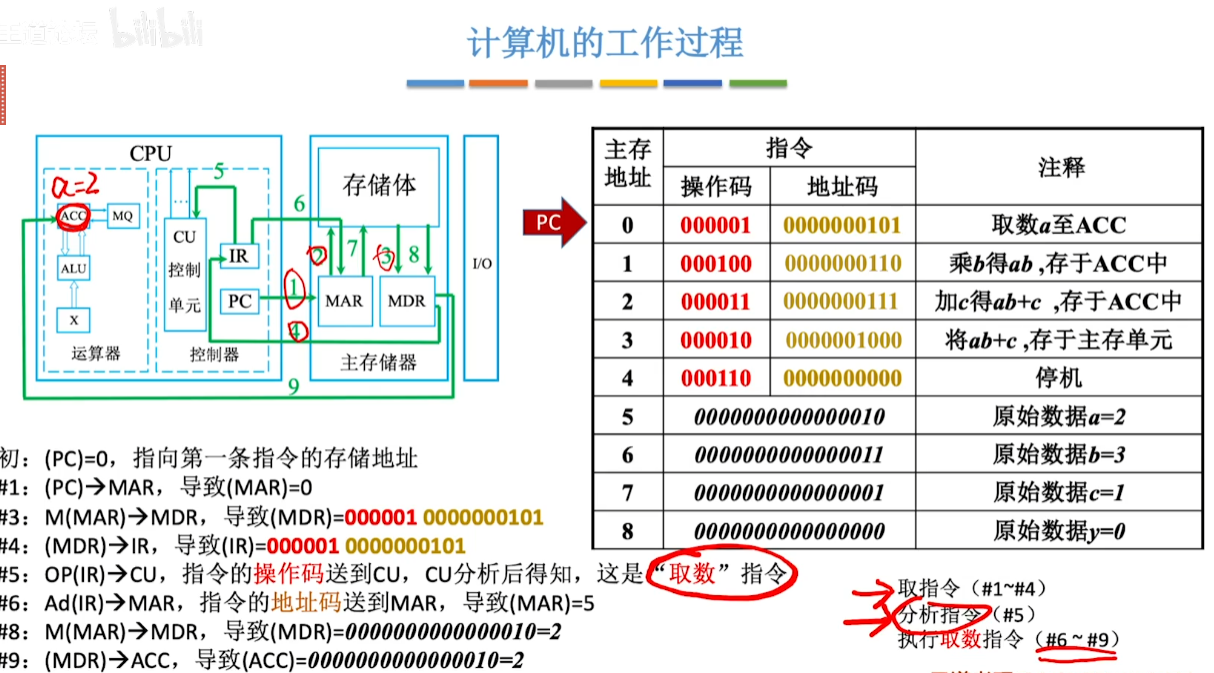 bilibili
计算机的工作过程
CPU
a=2
ACC
MQ
ALU
X
运算器
5
...
CU
控制
单元
IR
PC
控制器
6
1
4
9
存储体
2
7
3
8
MAR
MDR
主存储器
I/O
PC
主存地址 指令 注释
操作码 地址码
0 000001 0000000101 取数a至ACC
1 000100 0000000110 乘b得ab ,存于ACC中
2 000011 0000000111 加c得ab+c ,存于ACC中
3 000010 0000001000 将ab+c ,存于主存单元
4 000110 0000000000 停机
5 0000000000000010 原始数据a=2
6 0000000000000011 原始数据b=3
7 0000000000000001 原始数据c=1
8 0000000000000000 原始数据y=0
初：(PC)=0，指向第一条指令的存储地址
#1：(PC)→MAR，导致(MAR)=0
#3：M(MAR)→MDR，导致(MDR)=000001 0000000101
#4：(MDR)→IR，导致(IR)=000001 0000000101
#5：OP(IR)→CU，指令的操作码送到CU，CU分析后得知，这是“取数”指令
#6：Ad(IR)→MAR，指令的地址码送到MAR，导致(MAR)=5
#8：M(MAR)→MDR，导致(MDR)=0000000000000010=2
#9：(MDR)→ACC，导致(ACC)=0000000000000010=2
取指令（#1~#4）
分析指令（#5）
执行取数指令（#6~#9）